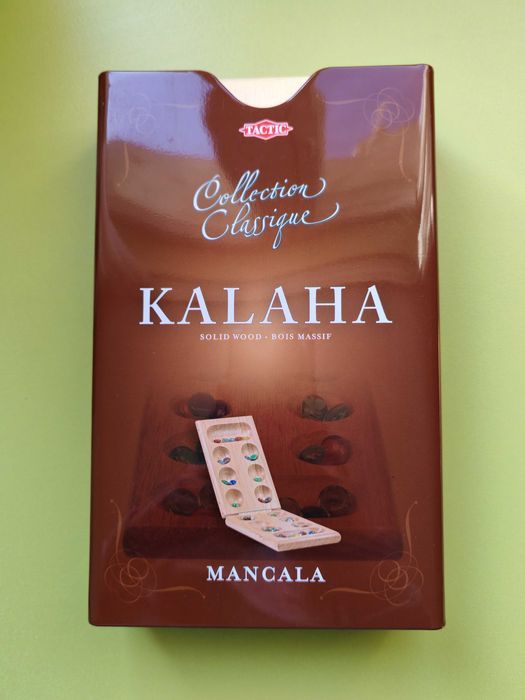 TACTIC
Collection
Classique
KALAHA
SOLID WOOD - BOIS MASSIF
MANCALA